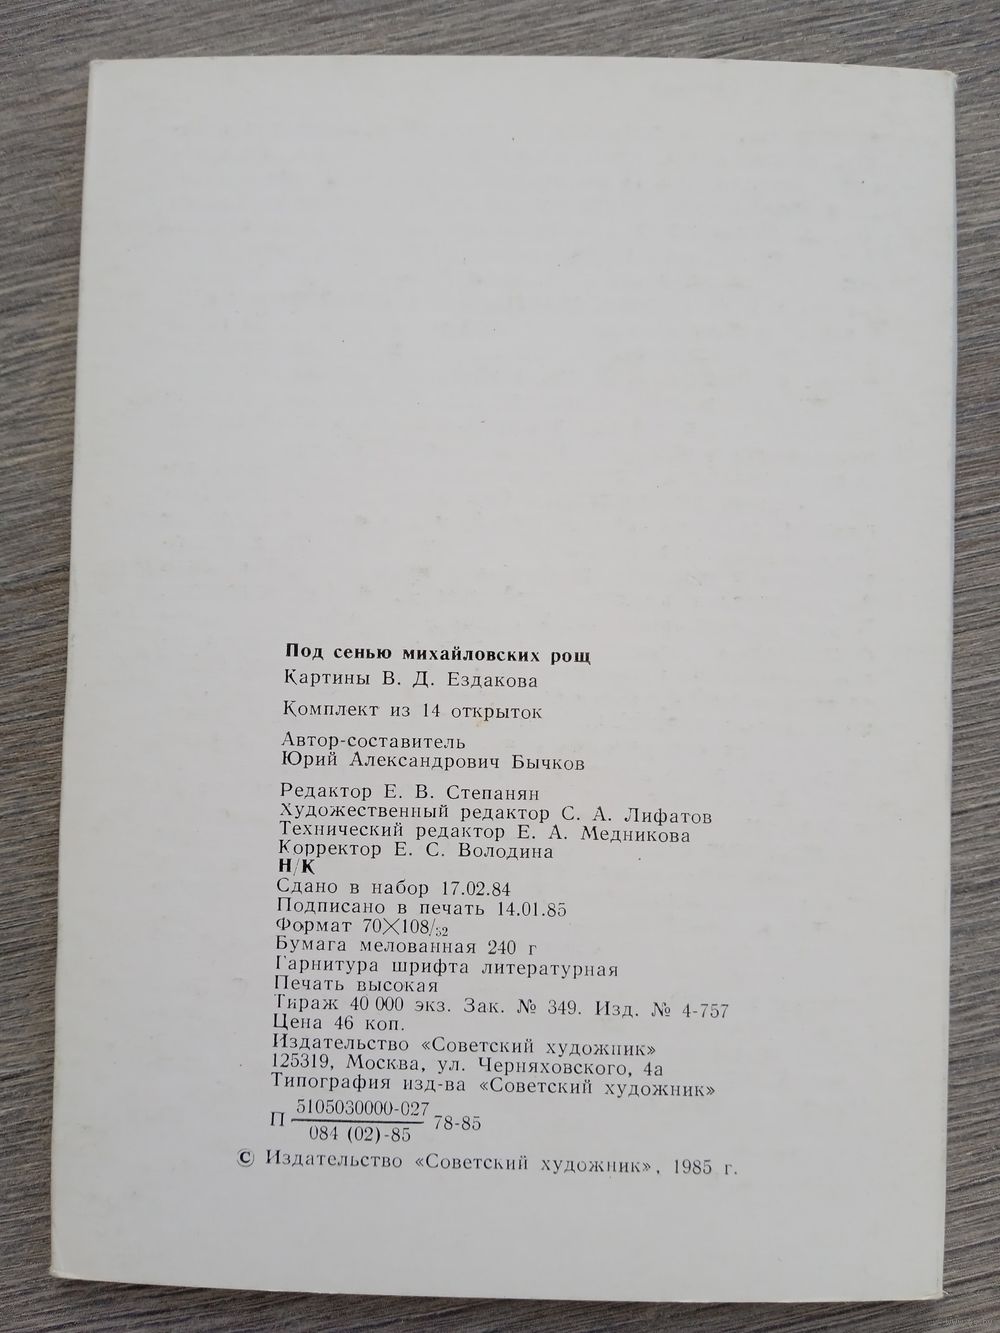 Под сенью михайловских рощ
Картины В. Д. Ездакова
Комплект из 14 открыток
Автор-составитель
Юрий Александрович Бычков
Редактор Е. В. Степанян
Художественный редактор С. А. Лифатов
Технический редактор Е. А. Медникова
Корректор Е. С. Володина
Н/К
Сдано в набор 17.02.84
Подписано в печать 14.01.85
Формат 70×108/32
Бумага мелованная 240 г
Гарнитура шрифта литературная
Печать высокая
Тираж 40 000 экз. Зак. № 349. Изд. № 4-757
Цена 46 коп.
Издательство «Советский художник»
125319, Москва, ул. Черняховского, 4а
Типография изд-ва «Советский художник»
П 5105030000-027 78-85
084 (02)-85
© Издательство «Советский художник», 1985 г.